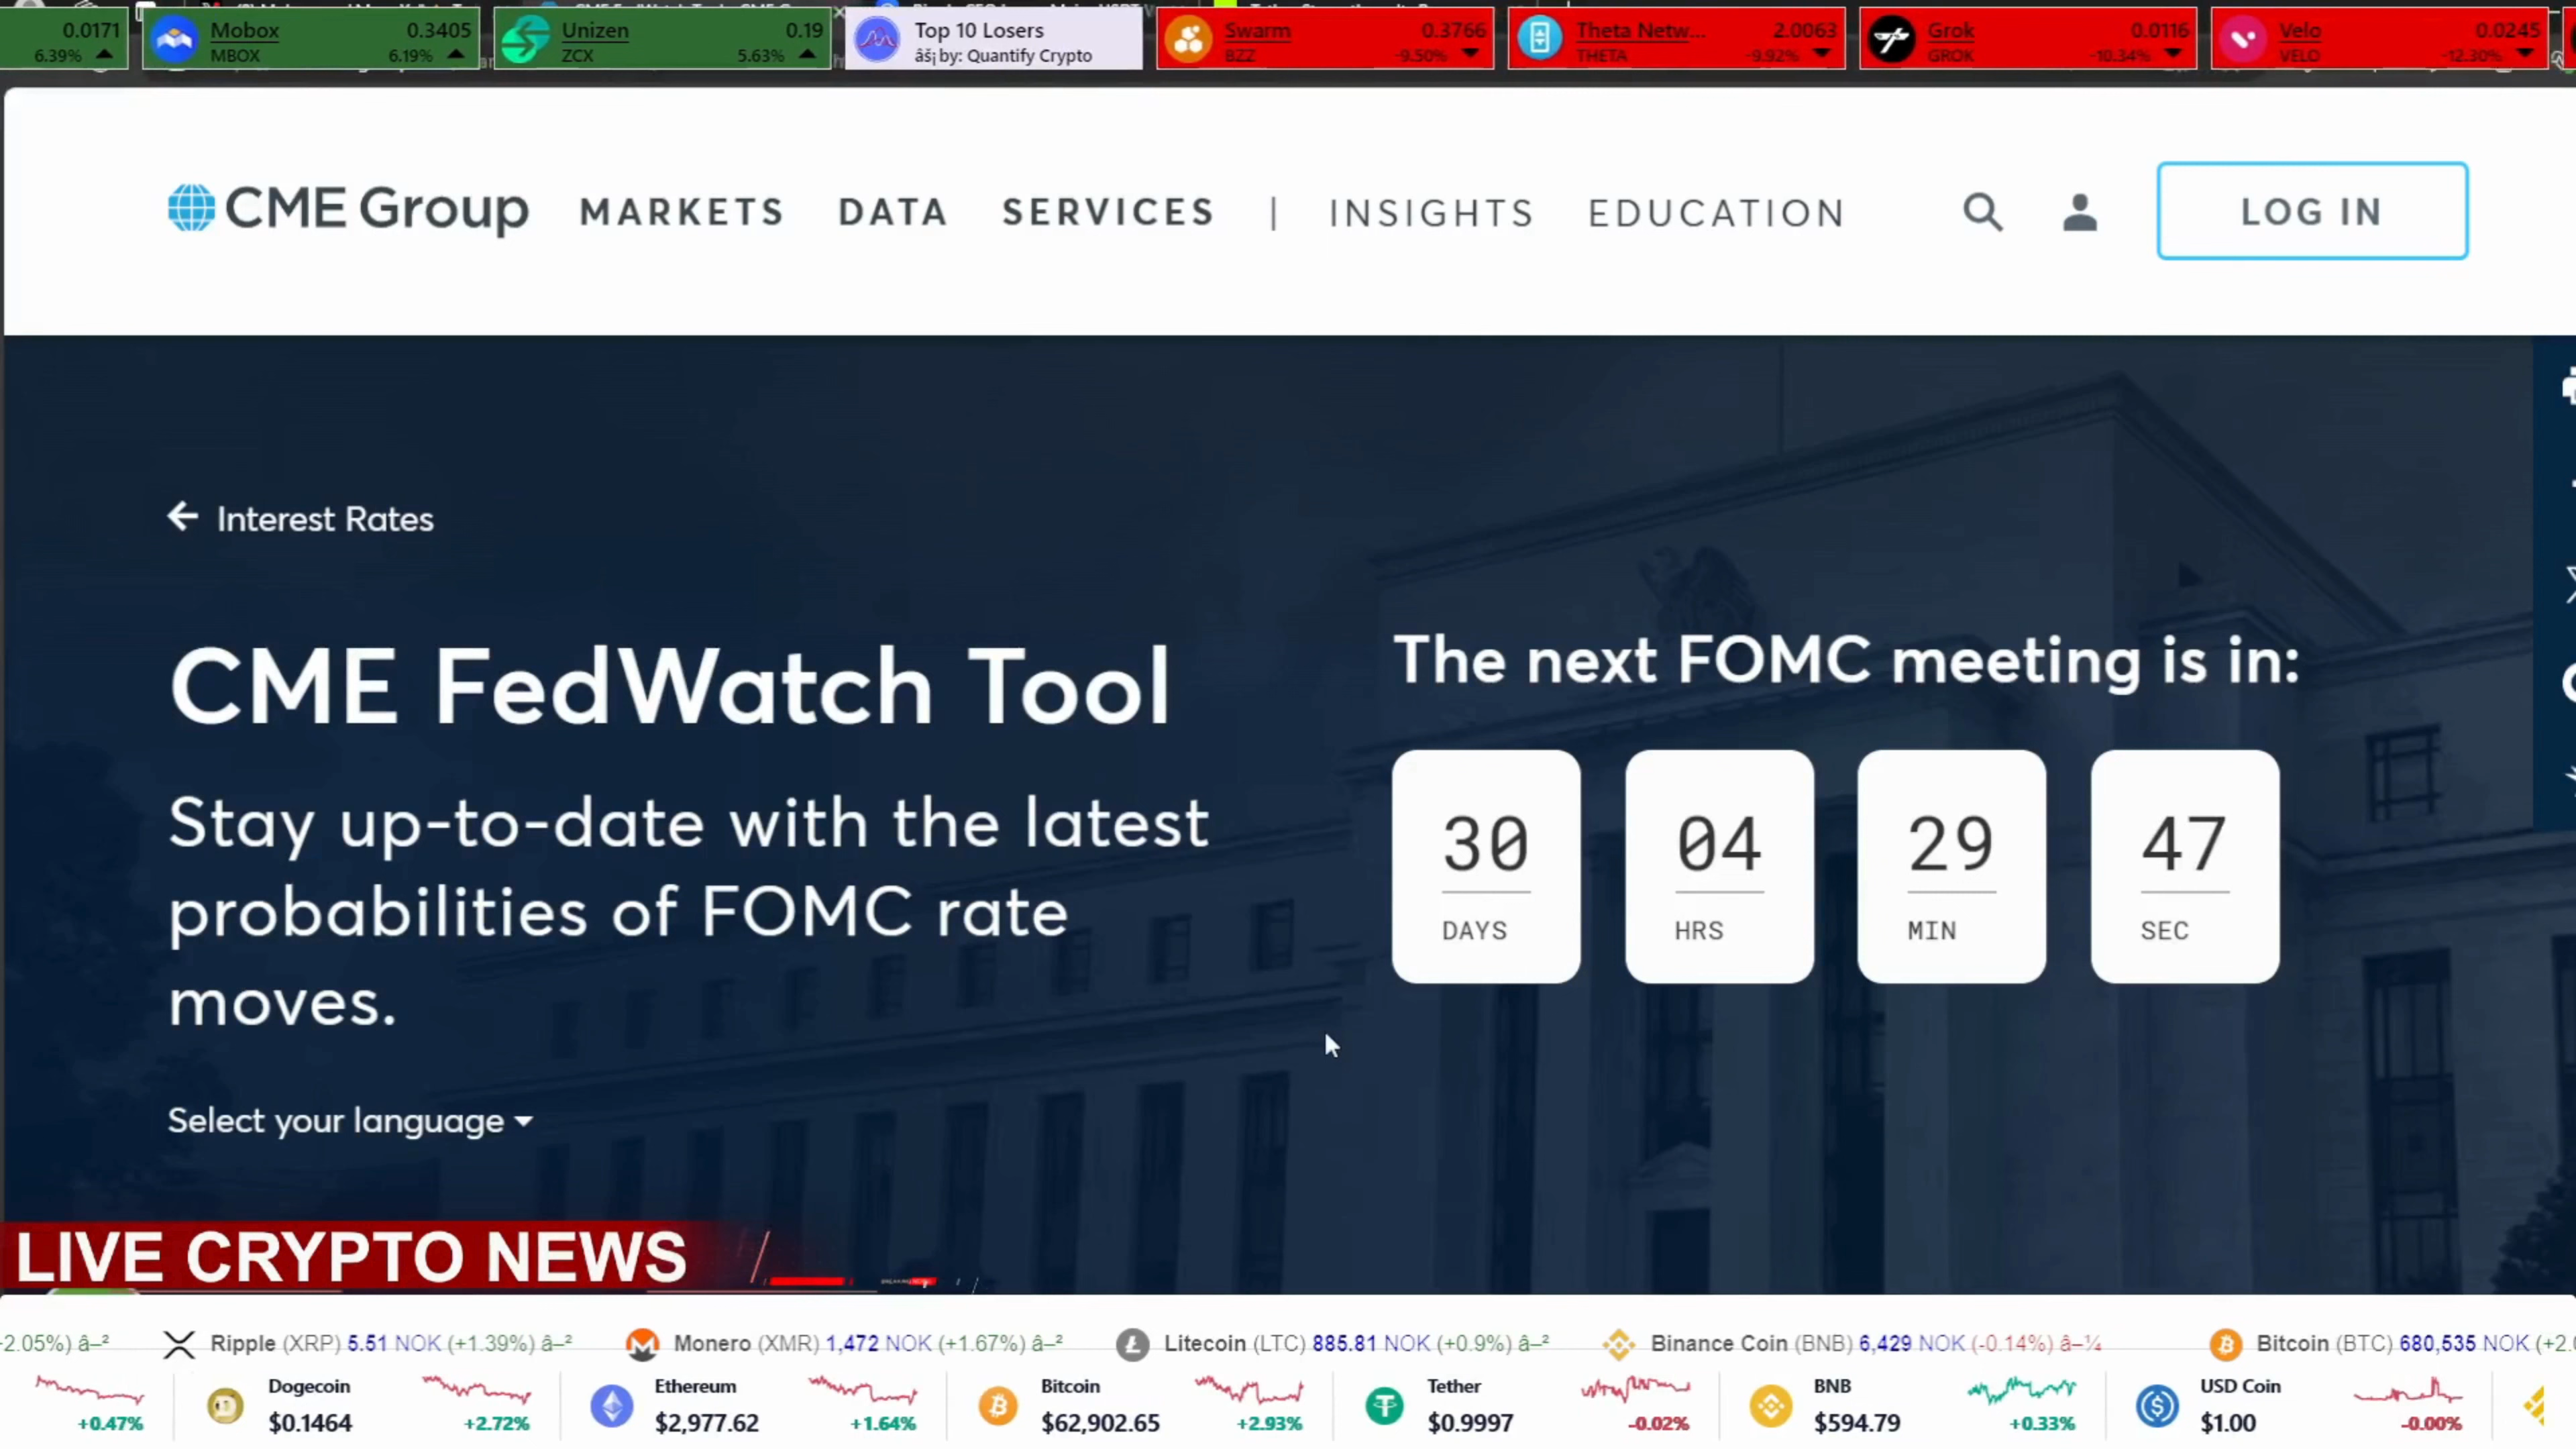 0.0171
6.39%
Mobox 0.3405
MBOX 6.19%
Unizen 0.19
ZCX 5.63%
Top 10 Losers
âš¡by: Quantify Crypto
Swarm 0.3766
BZZ -9.50%
Theta Netw... 2.0063
THETA -9.92%
Grok 0.0116
GROK -10.34%
Velo 0.0245
VELO -12.30%
CME Group MARKETS DATA SERVICES | INSIGHTS EDUCATION LOG IN
← Interest Rates
CME FedWatch Tool
Stay up-to-date with the latest
probabilities of FOMC rate
moves.
Select your language
The next FOMC meeting is in:
30 04 29 47
DAYS HRS MIN SEC
LIVE CRYPTO NEWS
2.05%) â–² Ripple (XRP) 5.51 NOK (+1.39%) â–² Monero (XMR) 1,472 NOK (+1.67%) â–² Litecoin (LTC) 885.81 NOK (+0.9%) â–² Binance Coin (BNB) 6,429 NOK (-0.14%) â–¼ Bitcoin (BTC) 680,535 NOK
+0.47%
Dogecoin
$0.1464 +2.72%
Ethereum
$2,977.62 +1.64%
Bitcoin
$62,902.65 +2.93%
Tether
$0.9997 -0.02%
BNB
$594.79 +0.33%
USD Coin
$1.00 -0.00%